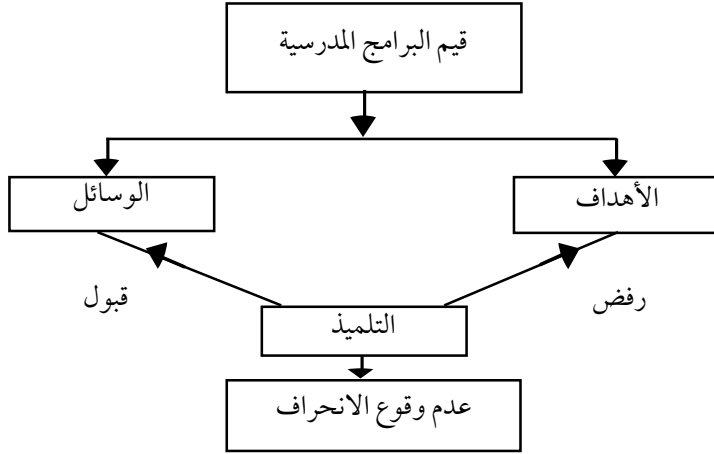 قيم البرامج المدرسية
الأهداف
الوسائل
رفض
قبول
التلميذ
عدم وقوع الانحراف